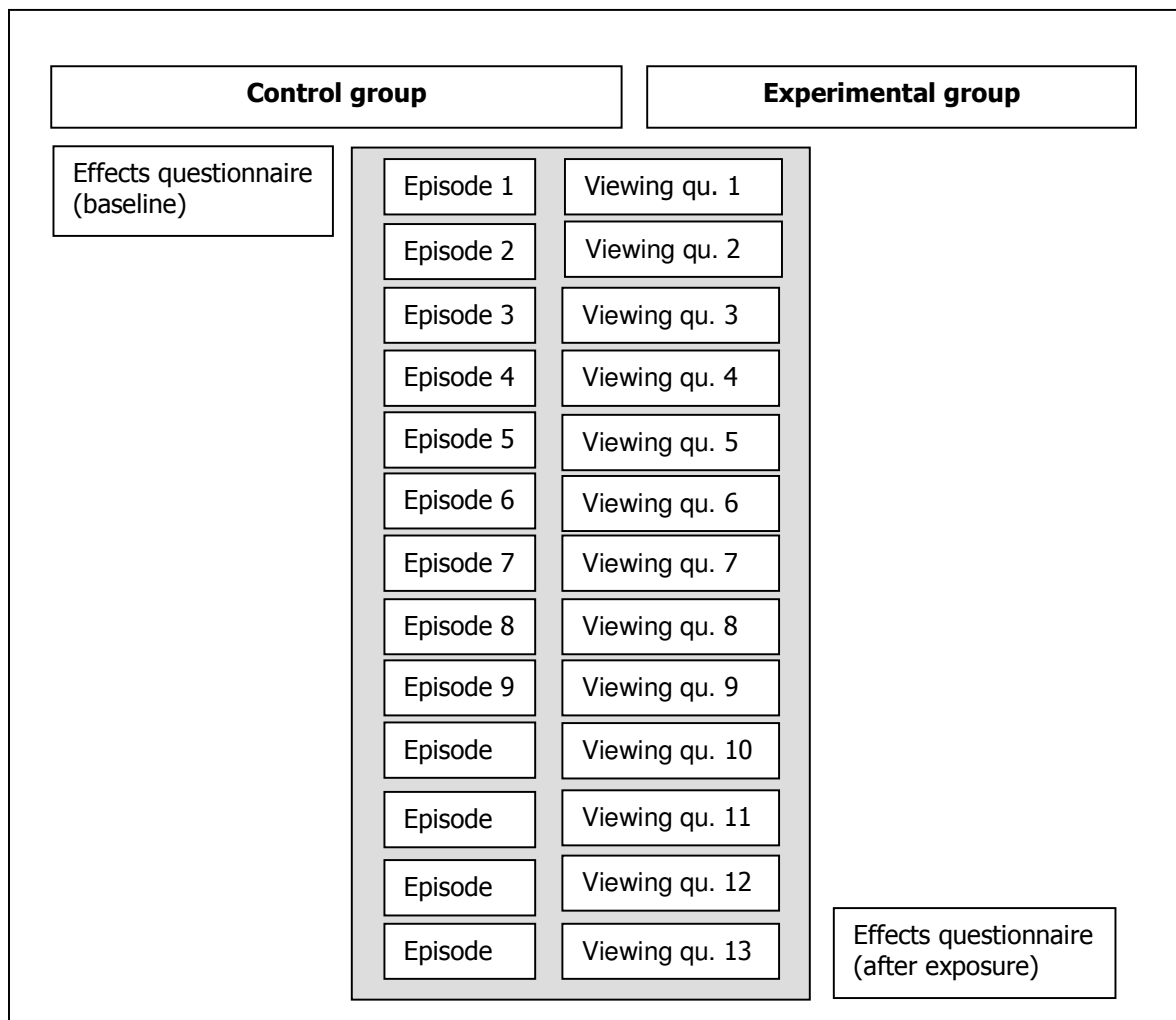 Control group
Experimental group
Effects questionnaire
(baseline)
Episode 1
Viewing qu. 1
Episode 2
Viewing qu. 2
Episode 3
Viewing qu. 3
Episode 4
Viewing qu. 4
Episode 5
Viewing qu. 5
Episode 6
Viewing qu. 6
Episode 7
Viewing qu. 7
Episode 8
Viewing qu. 8
Episode 9
Viewing qu. 9
Episode
Viewing qu. 10
Episode
Viewing qu. 11
Episode
Viewing qu. 12
Episode
Viewing qu. 13
Effects questionnaire
(after exposure)